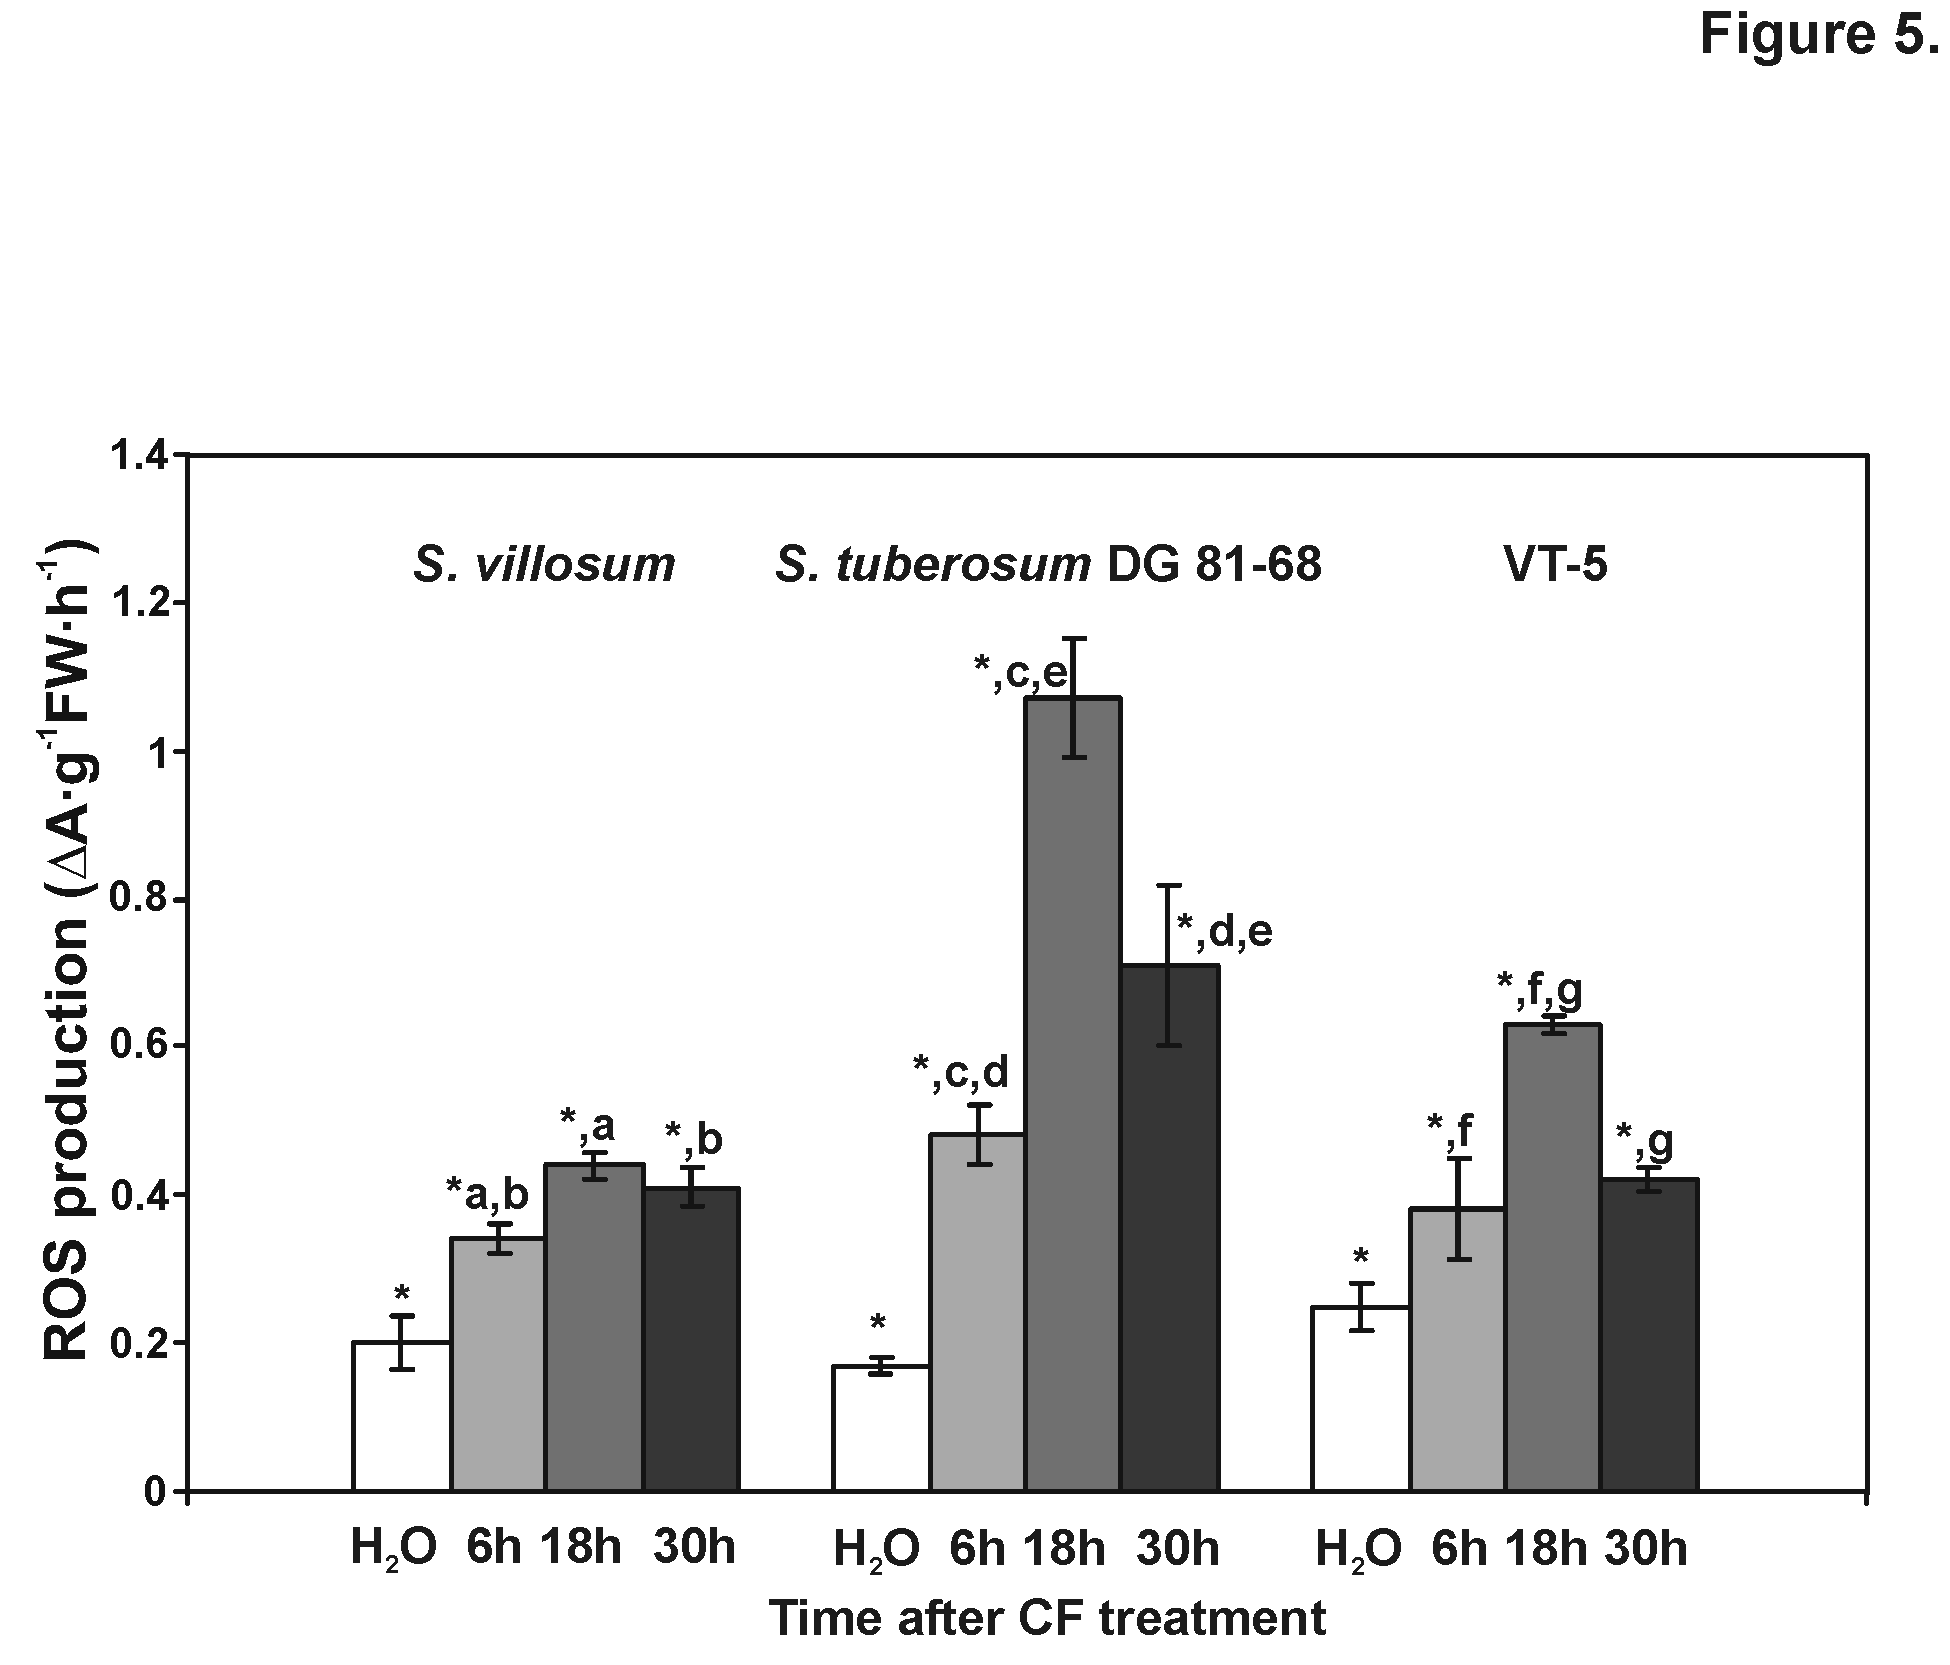 Figure 5.
ROS production (ΔA·g⁻¹FW·h⁻¹)
1.4
1.2
1
0.8
0.6
0.4
0.2
0
S. villosum S. tuberosum DG 81-68 VT-5
*
*a,b
*,a
*,b
*
*,c,d
*,c,e
*,d,e
*
*,f
*,f,g
*,g
H₂O 6h 18h 30h H₂O 6h 18h 30h H₂O 6h 18h 30h
Time after CF treatment